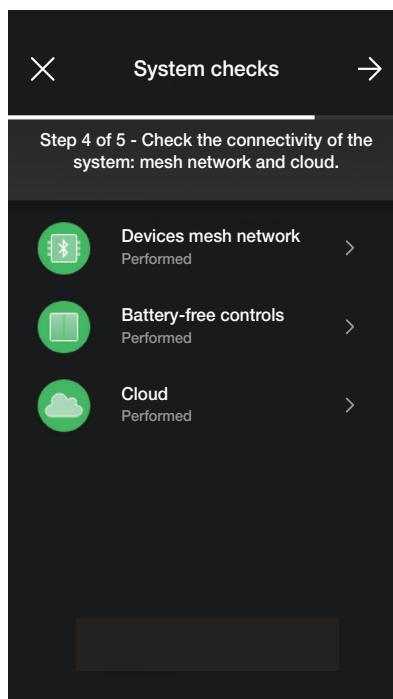 System checks
Step 4 of 5 - Check the connectivity of the
system: mesh network and cloud.
Devices mesh network
Performed
Battery-free controls
Performed
Cloud
Performed